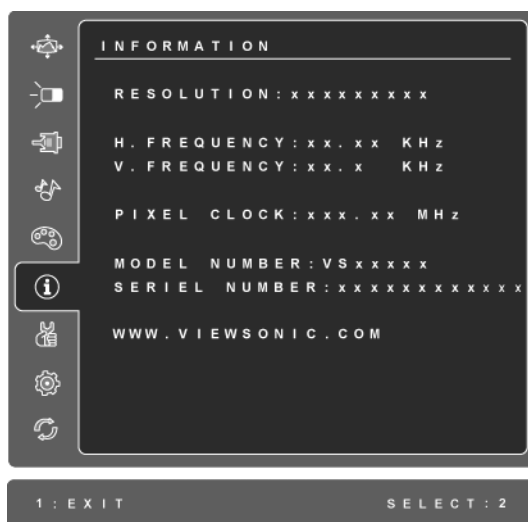 INFORMATION
RESOLUTION:xxxxxxxxx
H.FREQUENCY:xx.xx KHz
V.FREQUENCY:xx.x KHz
PIXEL CLOCK:xxx.xx MHz
MODEL NUMBER:VSxxxxx
SERIEL NUMBER:xxxxxxxxxxxx
WWW.VIEWSONIC.COM
1:EXIT SELECT:2